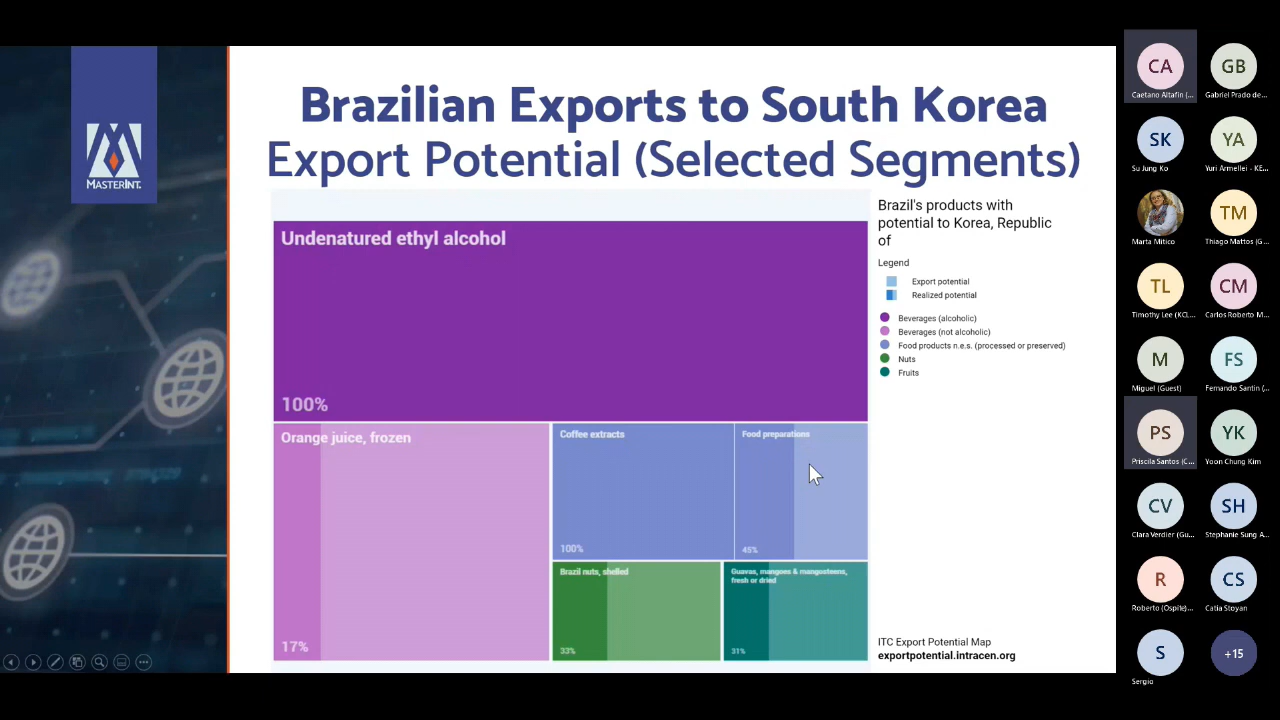 MASTERINT.
Brazilian Exports to South Korea
Export Potential (Selected Segments)
Undenatured ethyl alcohol
100%
Orange juice, frozen
17%
Coffee extracts
100%
Food preparations
45%
Brazil nuts, shelled
33%
Guavas, mangoes & mangosteens,
fresh or dried
31%
Brazil's products with
potential to Korea, Republic
of
Legend
Export potential
Realized potential
Beverages (alcoholic)
Beverages (not alcoholic)
Food products n.e.s. (processed or preserved)
Nuts
Fruits
ITC Export Potential Map
exportpotential.intracen.org
CA
Caetano Altafin (...
GB
Gabriel Prado de...
SK
Su Jung Ko
YA
Yuri Armellei - KE...
Marta Mitico
TM
Thiago Mattos (G...
TL
Timothy Lee (KCL...
CM
Carlos Roberto M...
M
Miguel (Guest)
FS
Fernando Santin (...
PS
Priscila Santos (C...
YK
Yoon Chung Kim
CV
Clara Verdier (Gu...
SH
Stephanie Sung A...
R
Roberto (Ospite)...
CS
Catia Stoyan
S
Sergio
+15